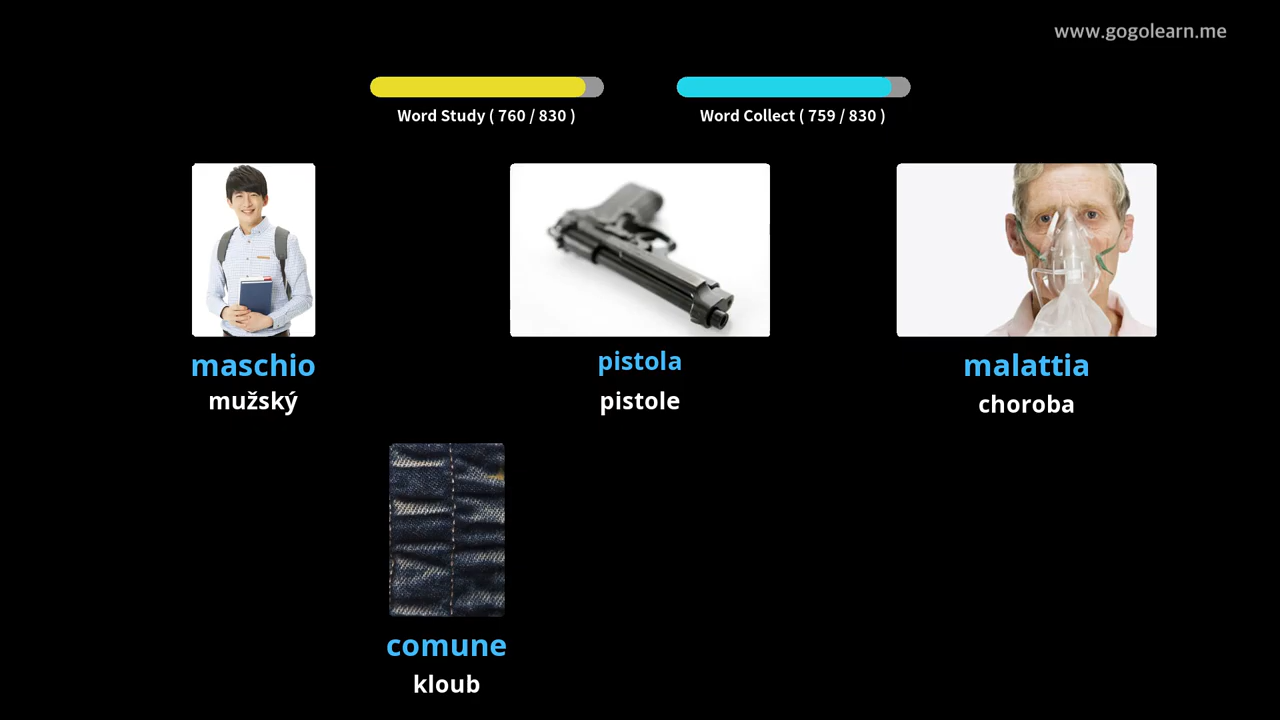 www.gogolearn.me
Word Study ( 760 / 830 )
Word Collect ( 759 / 830 )
maschio
mužský
pistola
pistole
malattia
choroba
comune
kloub